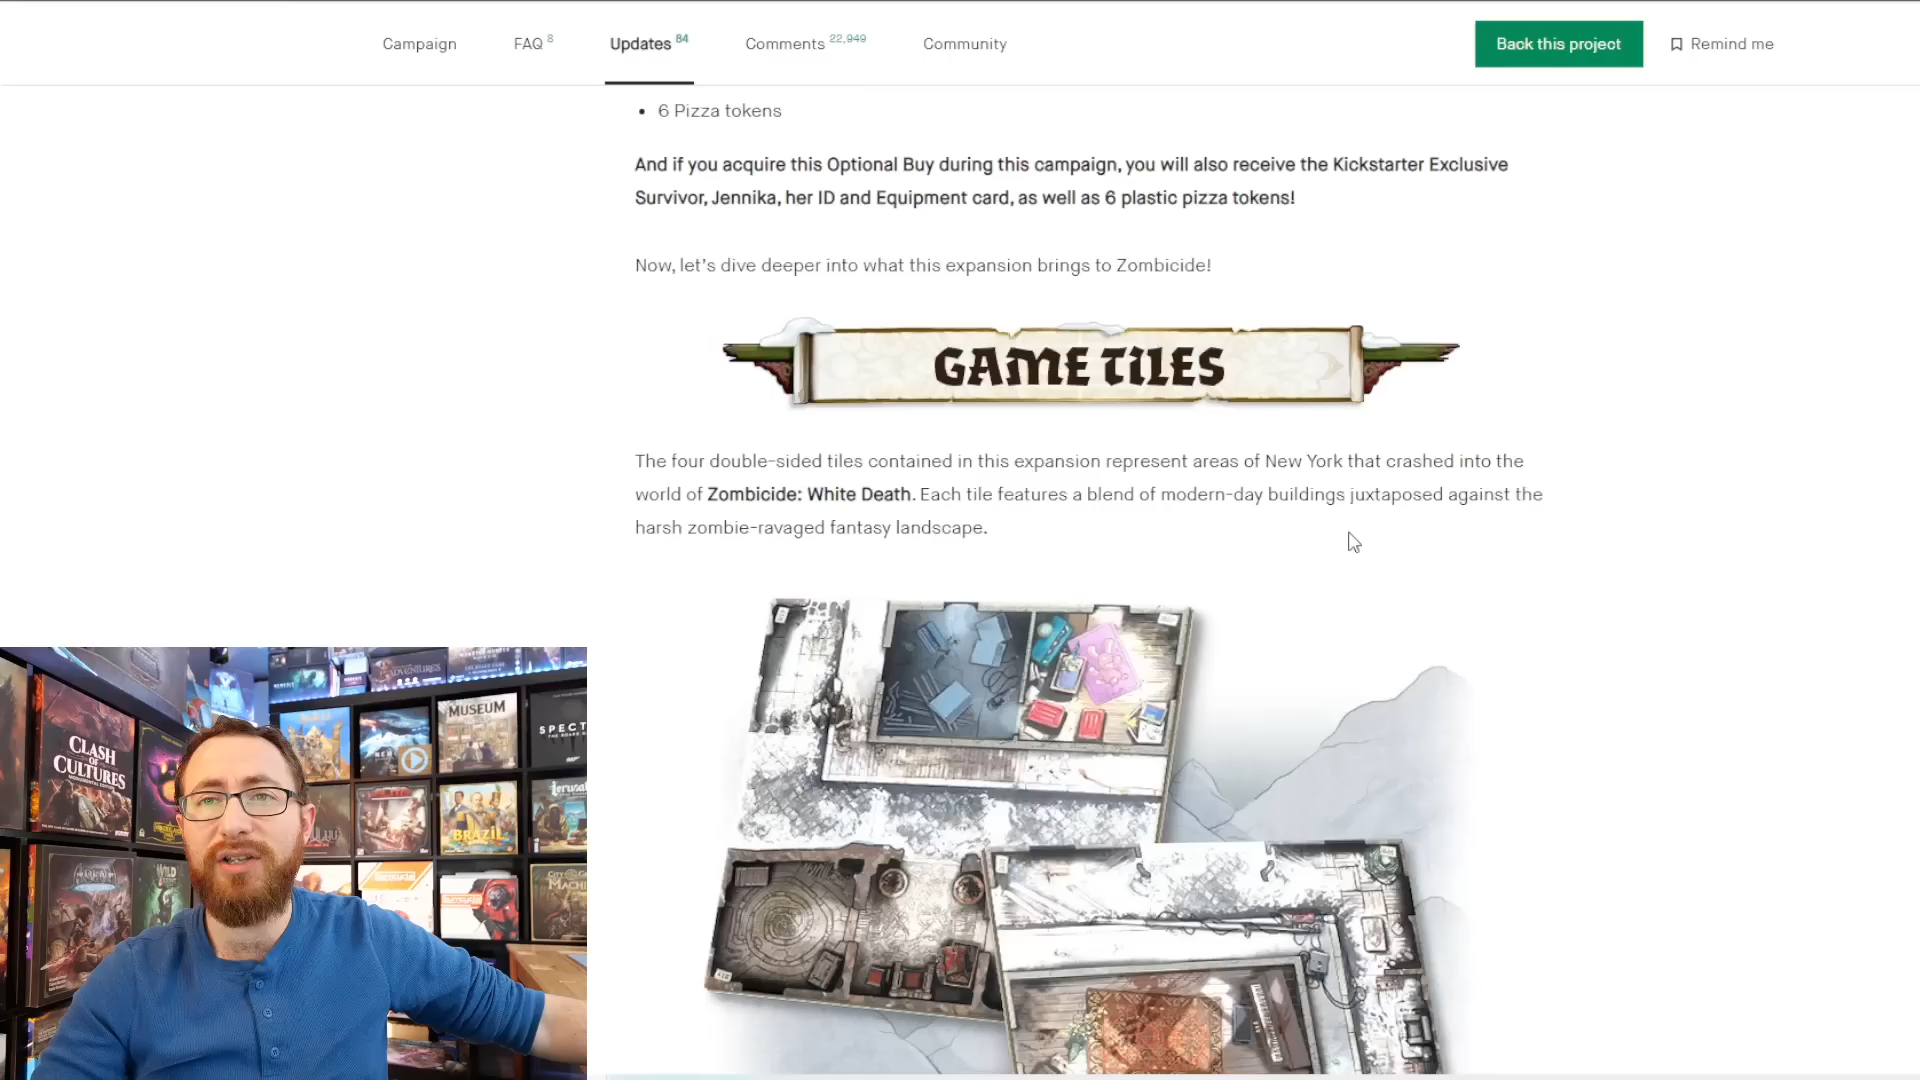 Campaign
FAQ 8
Updates 84
Comments 22,949
Community
Back this project
Remind me
• 6 Pizza tokens
And if you acquire this Optional Buy during this campaign, you will also receive the Kickstarter Exclusive
Survivor, Jennika, her ID and Equipment card, as well as 6 plastic pizza tokens!
Now, let's dive deeper into what this expansion brings to Zombicide!
GAME TILES
The four double-sided tiles contained in this expansion represent areas of New York that crashed into the
world of Zombicide: White Death. Each tile features a blend of modern-day buildings juxtaposed against the
harsh zombie-ravaged fantasy landscape.
MUSEUM
CLASH
OF
CULTURES
BRAZIL
WILD